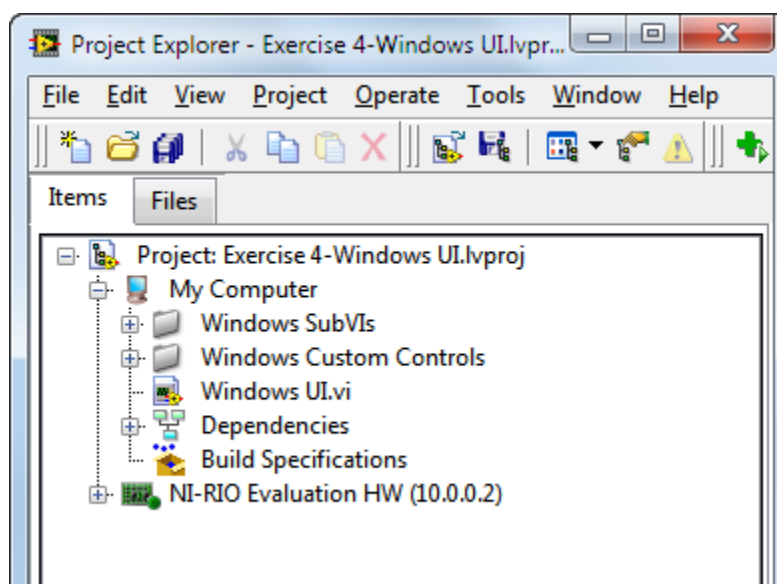 Project Explorer - Exercise 4-Windows UI.lvpr...
File Edit View Project Operate Tools Window Help
Items Files
Project: Exercise 4-Windows UI.lvproj
My Computer
Windows SubVIs
Windows Custom Controls
Windows UI.vi
Dependencies
Build Specifications
NI-RIO Evaluation HW (10.0.0.2)